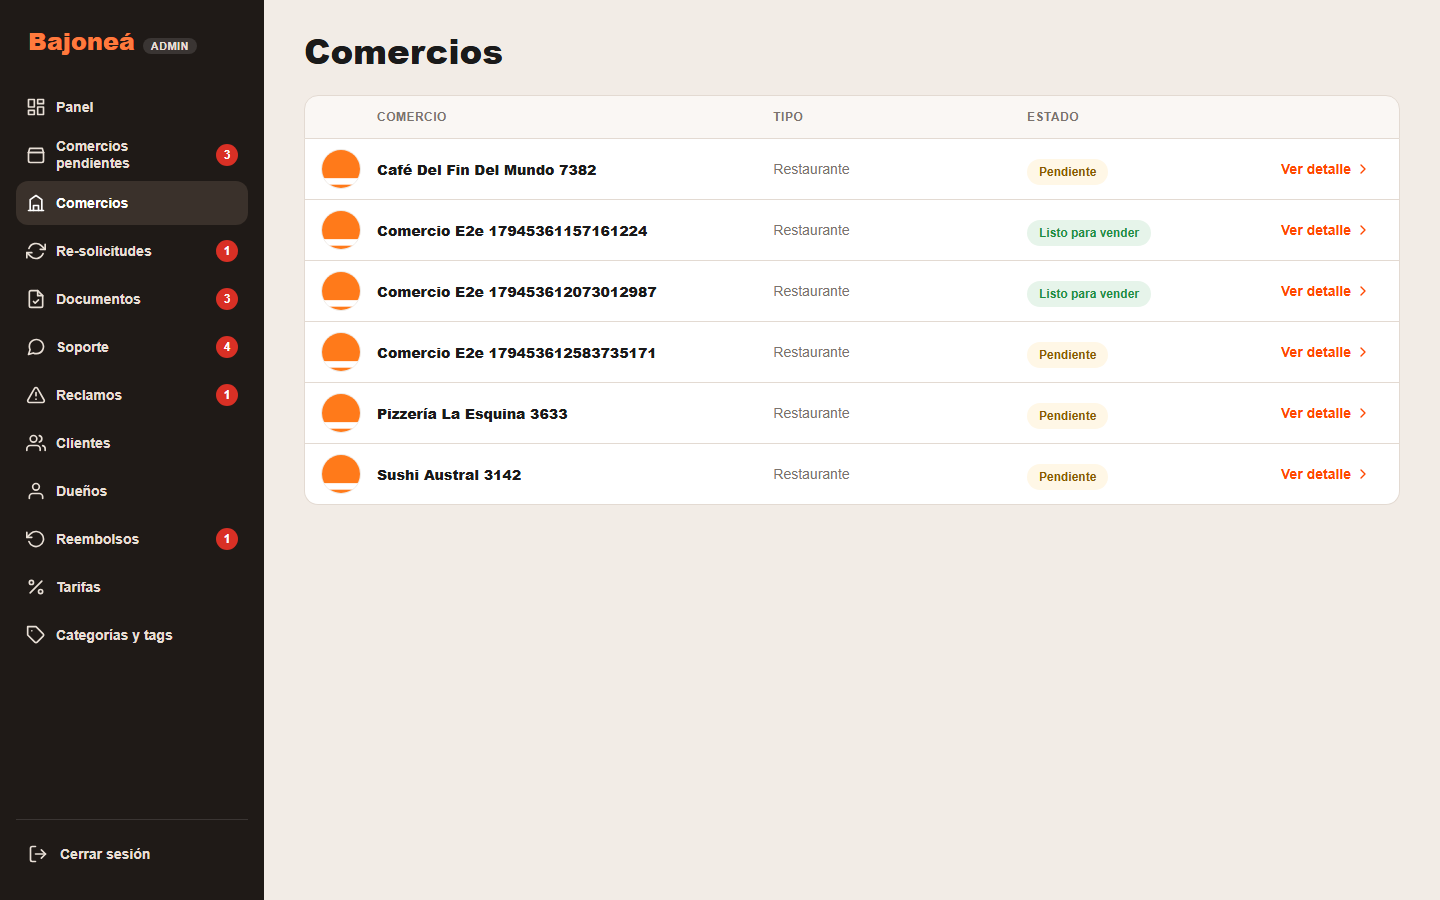 Bajoneá ADMIN
Panel
Comercios
pendientes
3
Comercios
Re-solicitudes 1
Documentos 3
Soporte 4
Reclamos 1
Clientes
Dueños
Reembolsos 1
Tarifas
Categorías y tags
Cerrar sesión
Comercios
COMERCIO TIPO ESTADO
Café Del Fin Del Mundo 7382 Restaurante Pendiente Ver detalle
Comercio E2e 17945361157161224 Restaurante Listo para vender Ver detalle
Comercio E2e 179453612073012987 Restaurante Listo para vender Ver detalle
Comercio E2e 179453612583735171 Restaurante Pendiente Ver detalle
Pizzería La Esquina 3633 Restaurante Pendiente Ver detalle
Sushi Austral 3142 Restaurante Pendiente Ver detalle